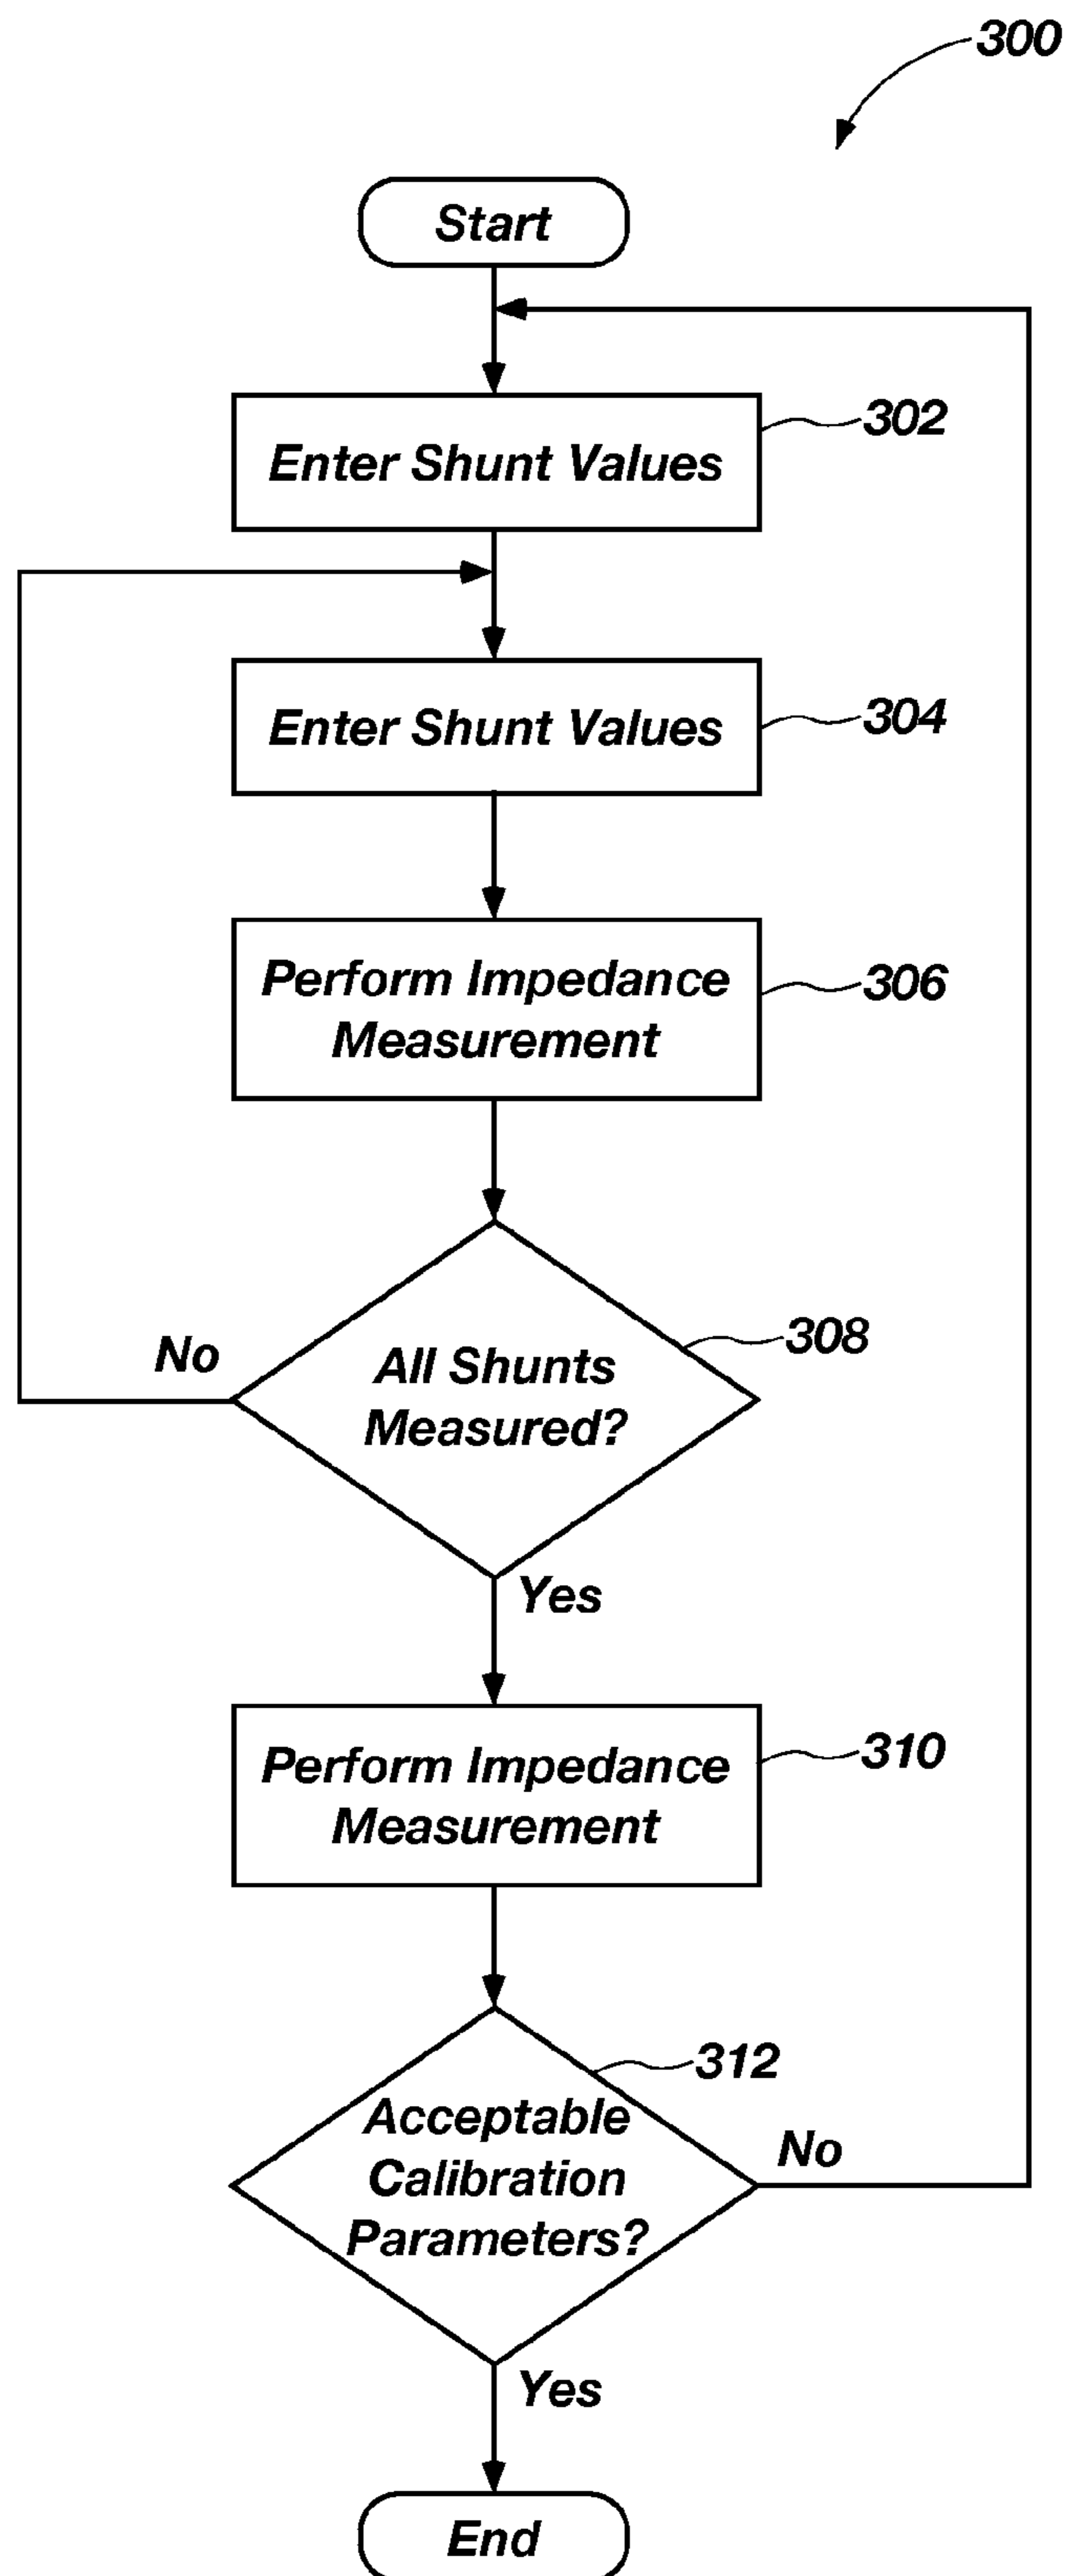 300
Start
Enter Shunt Values
302
Enter Shunt Values
304
Perform Impedance
Measurement
306
All Shunts
Measured?
308
No
Yes
Perform Impedance
Measurement
310
Acceptable
Calibration
Parameters?
312
No
Yes
End